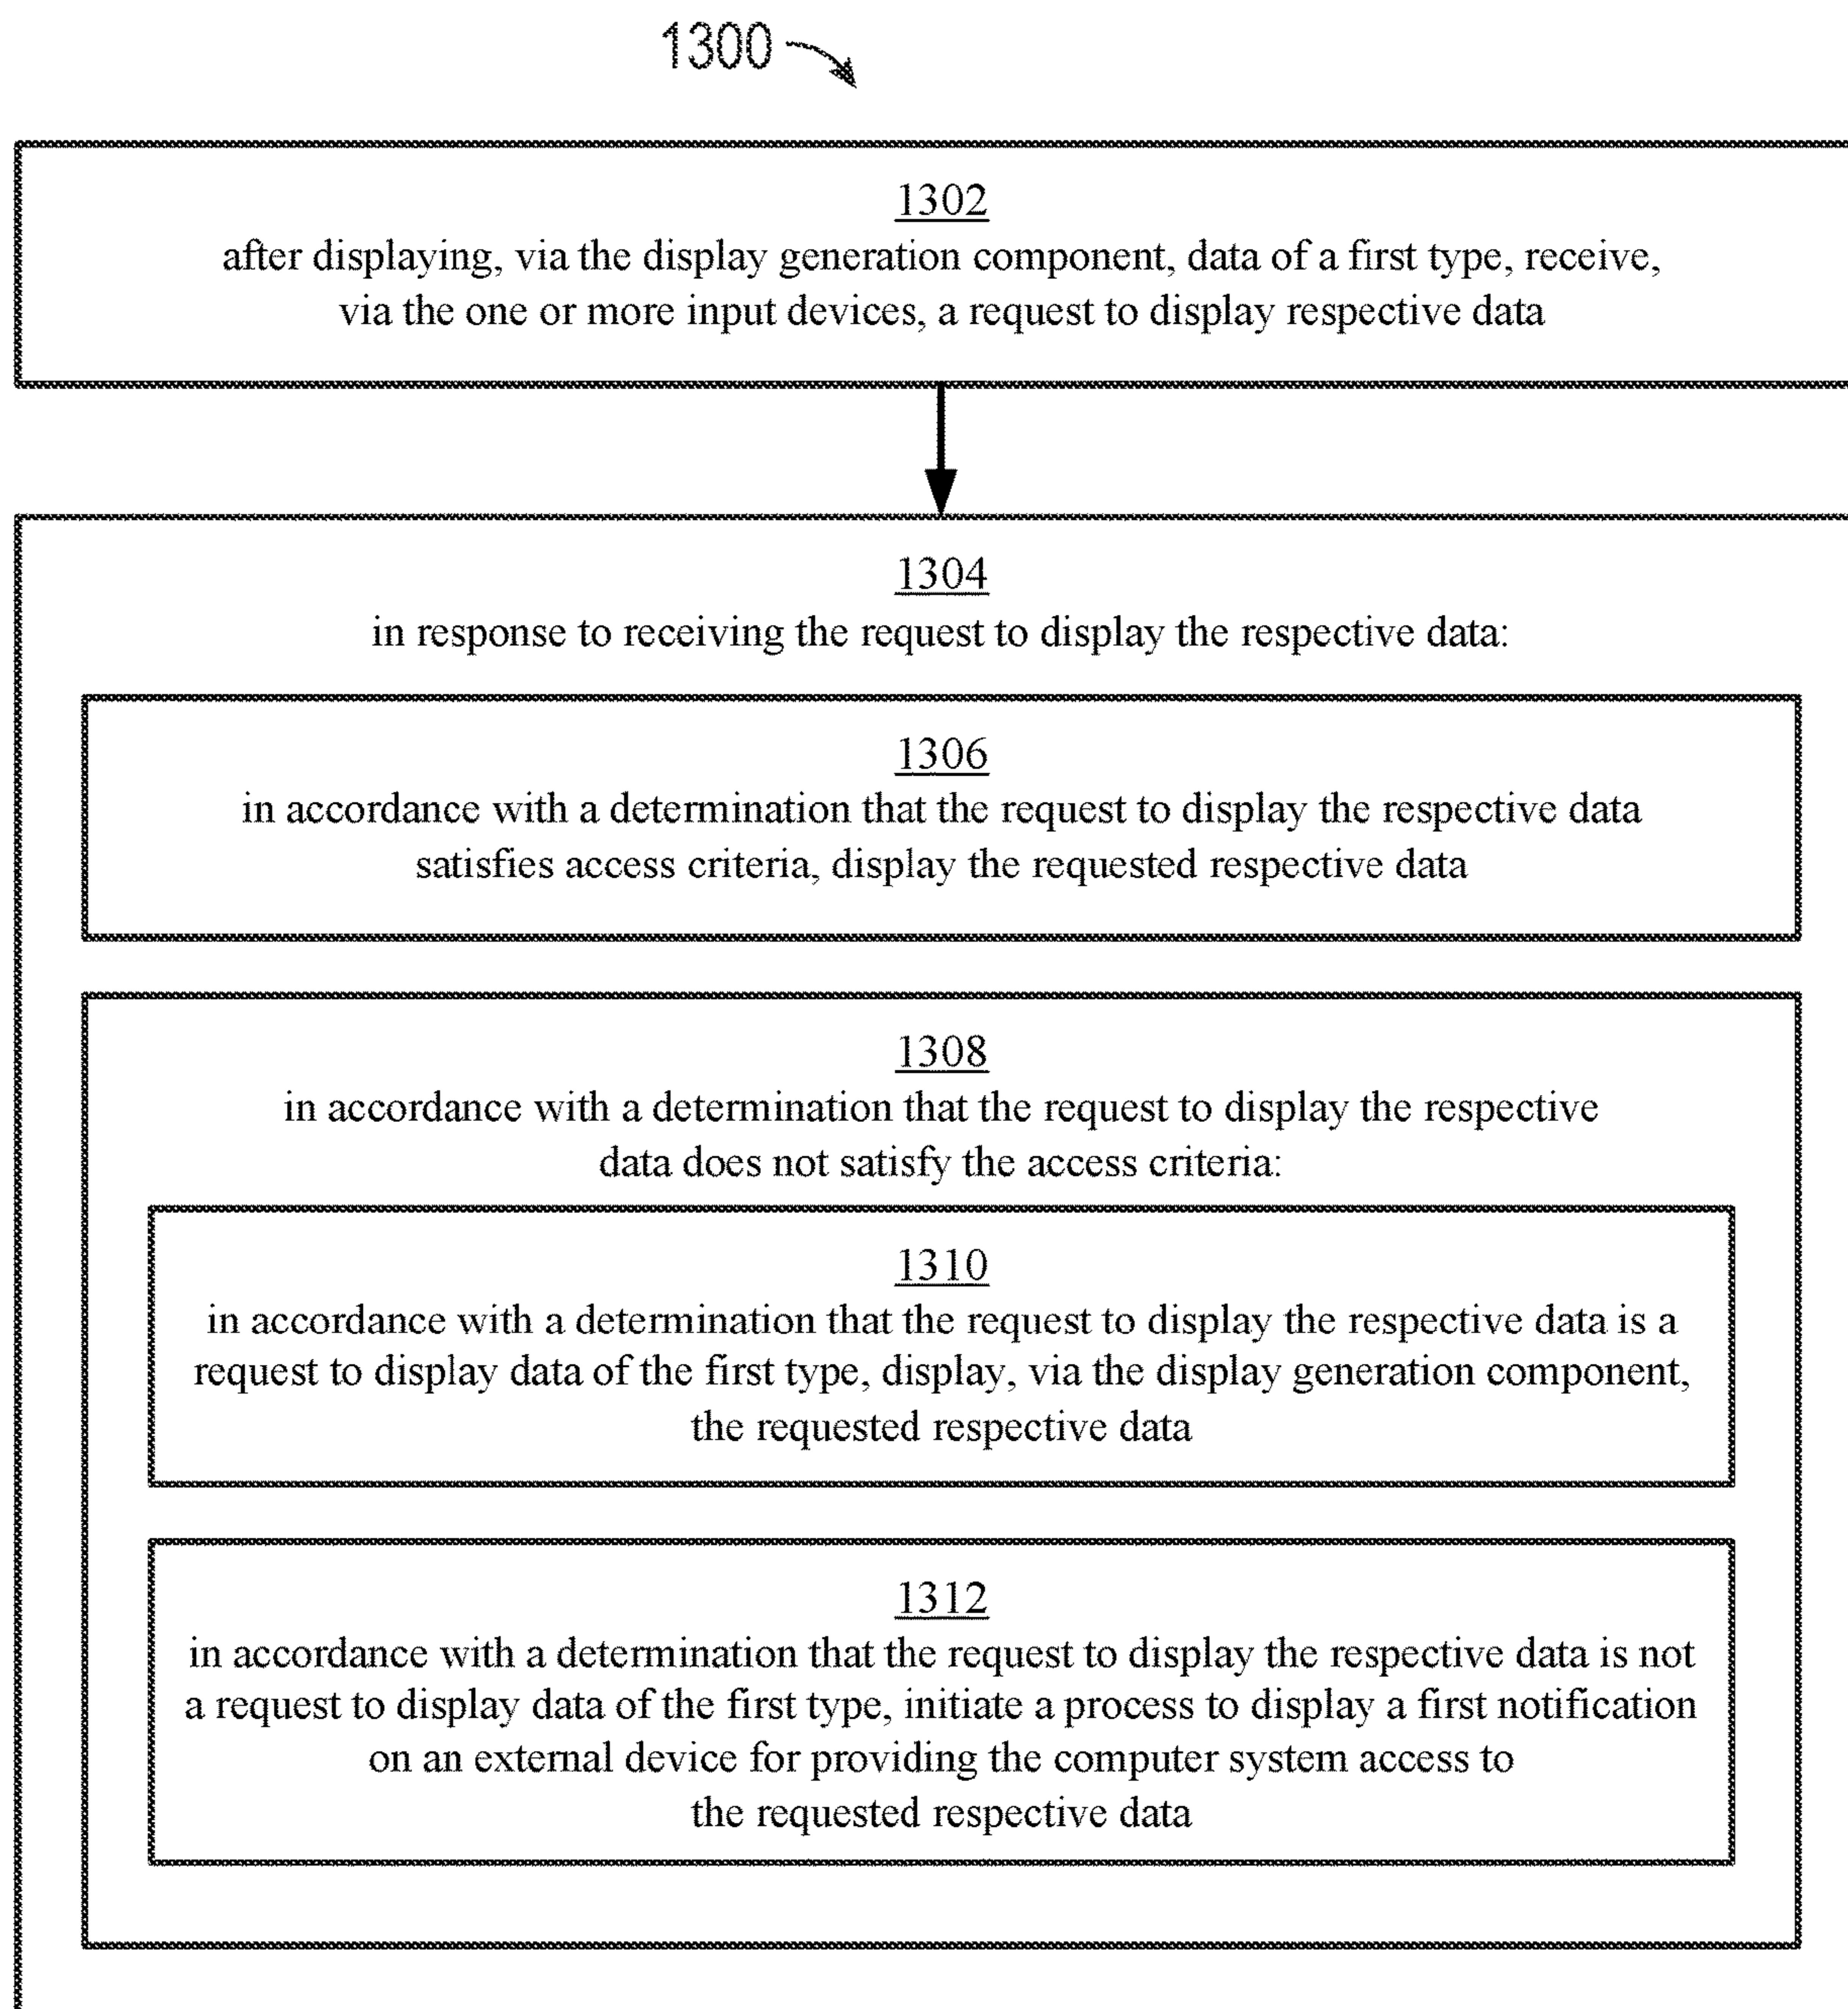 1300
1302
after displaying, via the display generation component, data of a first type, receive,
via the one or more input devices, a request to display respective data
1304
in response to receiving the request to display the respective data:
1306
in accordance with a determination that the request to display the respective data
satisfies access criteria, display the requested respective data
1308
in accordance with a determination that the request to display the respective
data does not satisfy the access criteria:
1310
in accordance with a determination that the request to display the respective data is a
request to display data of the first type, display, via the display generation component,
the requested respective data
1312
in accordance with a determination that the request to display the respective data is not
a request to display data of the first type, initiate a process to display a first notification
on an external device for providing the computer system access to
the requested respective data